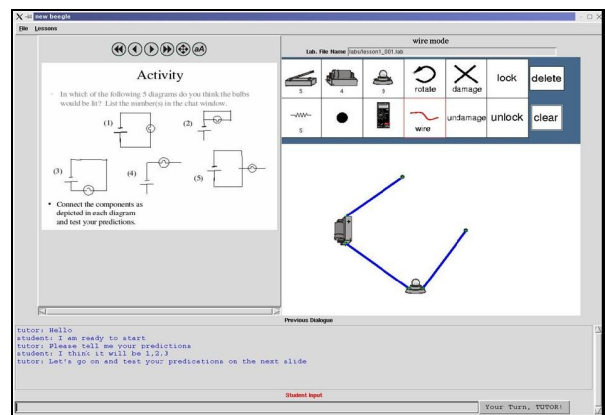 new beegle
File Lessons
wire mode
Lab. File Name labs/lesson1_001.lab
aA
Activity
In which of the following 5 diagrams do you think the bulbs
would be lit? List the number(s) in the chat window.
(1)
(2)
(3)
(4)
(5)
• Connect the components as
depicted in each diagram
and test your predictions.
5
4
9
rotate
damage
lock
delete
5
wire
undamage
unlock
clear
Previous Dialogue
tutor: Hello
student: I am ready to start
tutor: Please tell me your predictions
student: I think it will be 1,2.3
tutor: Let's go on and test your predications on the next slide
Student Input
Your Turn, TUTOR!